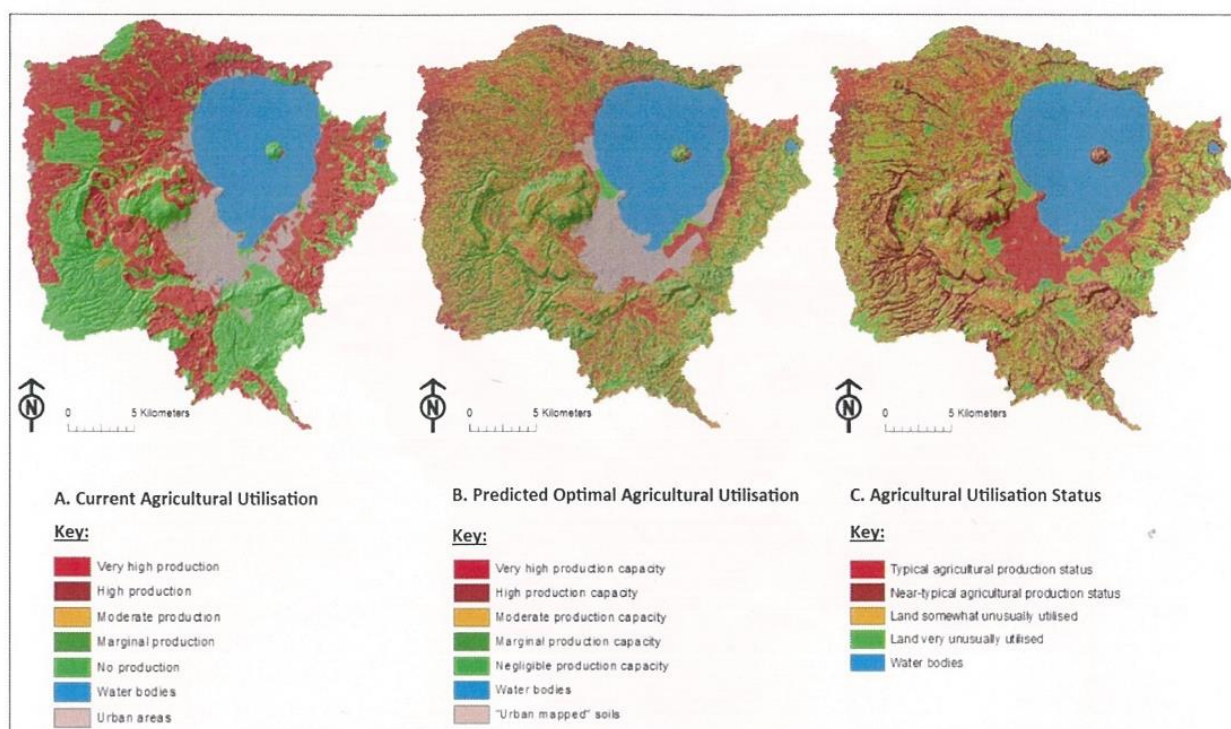 N
0 5 Kilometers
N
0 5 Kilometers
N
0 5 Kilometers
A. Current Agricultural Utilisation
Key:
Very high production
High production
Moderate production
Marginal production
No production
Water bodies
Urban areas
B. Predicted Optimal Agricultural Utilisation
Key:
Very high production capacity
High production capacity
Moderate production capacity
Marginal production capacity
Negligible production capacity
Water bodies
"Urban mapped" soils
C. Agricultural Utilisation Status
Key:
Typical agricultural production status
Near-typical agricultural production status
Land somewhat unusually utilised
Land very unusually utilised
Water bodies